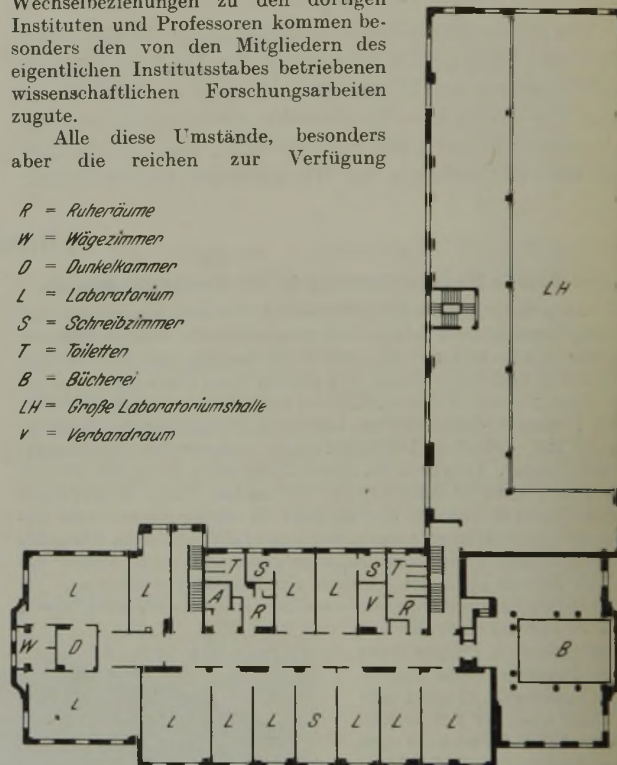 Wechselbeziehungen zu den dortigen
Instituten und Professoren kommen be-
sonders den von den Mitgliedern des
eigentlichen Institutsstabes betriebenen
wissenschaftlichen Forschungsarbeiten
zugute.
Alle diese Umstände, besonders
aber die reichen zur Verfügung
R = Ruheräume
W = Wägezimmer
D = Dunkelkammer
L = Laboratorium
S = Schreibzimmer
T = Toiletten
B = Bücherei
LH = Große Laboratoriumshalle
V = Verbandraum
LH
L L T S L L S T
A R V R
W D B
L
L L L S L L L